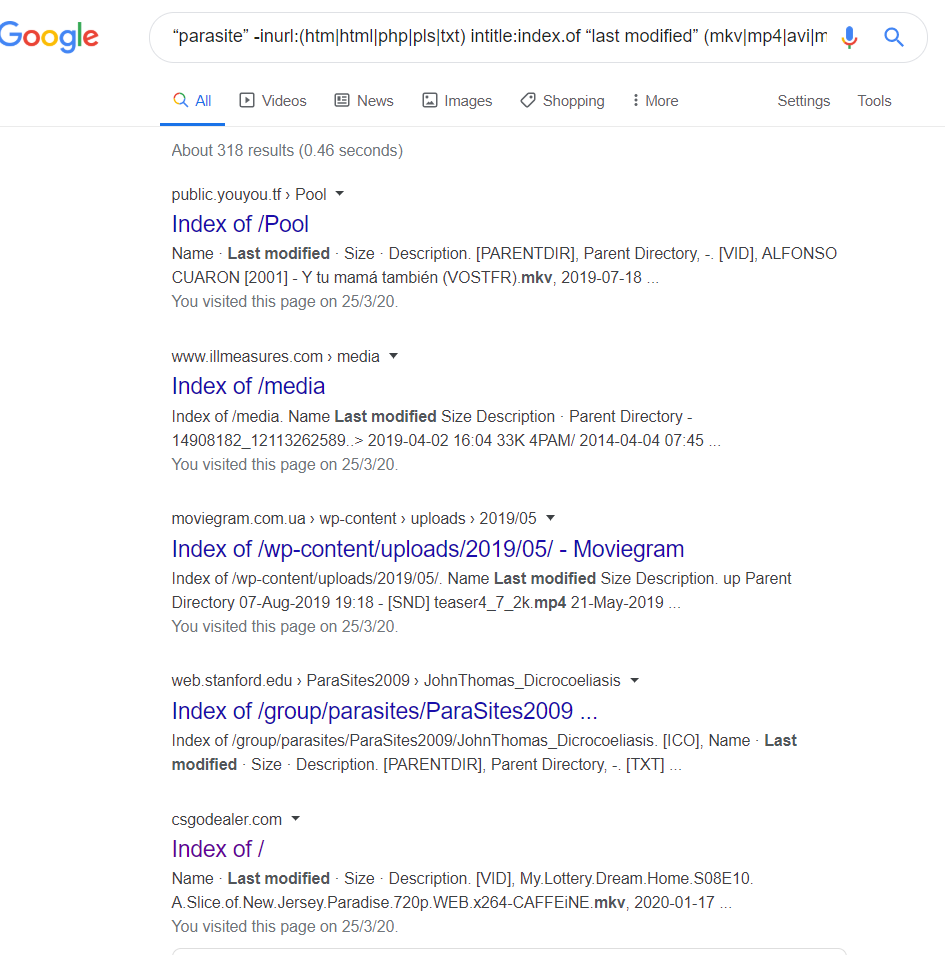 Google
“parasite” -inurl:(htm|html|php|pls|txt) intitle:index.of “last modified” (mkv|mp4|avi|m
All Videos News Images Shopping More Settings Tools
About 318 results (0.46 seconds)
public.youyou.tf › Pool
Index of /Pool
Name · Last modified · Size · Description. [PARENTDIR], Parent Directory, -. [VID], ALFONSO
CUARON [2001] - Y tu mamá también (VOSTFR).mkv, 2019-07-18 ...
You visited this page on 25/3/20.
www.illmeasures.com › media
Index of /media
Index of /media. Name Last modified Size Description · Parent Directory -
14908182_12113262589..> 2019-04-02 16:04 33K 4PAM/ 2014-04-04 07:45 ...
You visited this page on 25/3/20.
moviegram.com.ua › wp-content › uploads › 2019/05
Index of /wp-content/uploads/2019/05/ - Moviegram
Index of /wp-content/uploads/2019/05/. Name Last modified Size Description. up Parent
Directory 07-Aug-2019 19:18 - [SND] teaser4_7_2k.mp4 21-May-2019 ...
You visited this page on 25/3/20.
web.stanford.edu › ParaSites2009 › JohnThomas_Dicrocoeliasis
Index of /group/parasites/ParaSites2009 ...
Index of /group/parasites/ParaSites2009/JohnThomas_Dicrocoeliasis. [ICO], Name · Last
modified · Size · Description. [PARENTDIR], Parent Directory, -. [TXT] ...
csgodealer.com
Index of /
Name · Last modified · Size · Description. [VID], My.Lottery.Dream.Home.S08E10.
A.Slice.of.New.Jersey.Paradise.720p.WEB.x264-CAFFEiNE.mkv, 2020-01-17 ...
You visited this page on 25/3/20.